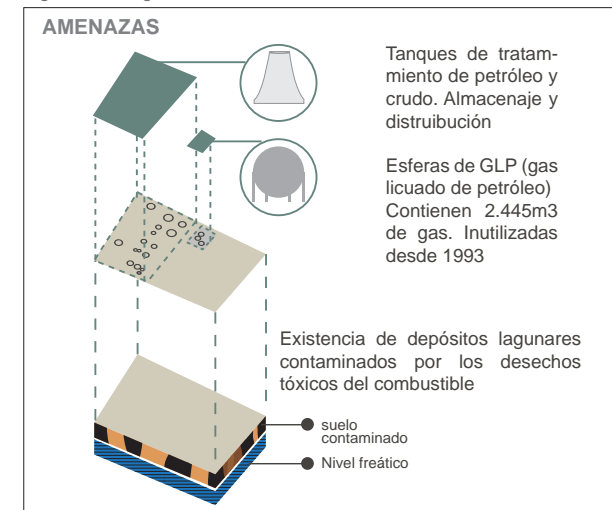 AMENAZAS
Tanques de tratam-
miento de petróleo y
crudo. Almacenaje y
distruibución
Esferas de GLP (gas
licuado de petróleo)
Contienen 2.445m3
de gas. Inutilizadas
desde 1993
Existencia de depósitos lagunares
contaminados por los desechos
tóxicos del combustible
suelo
contaminado
Nivel freático